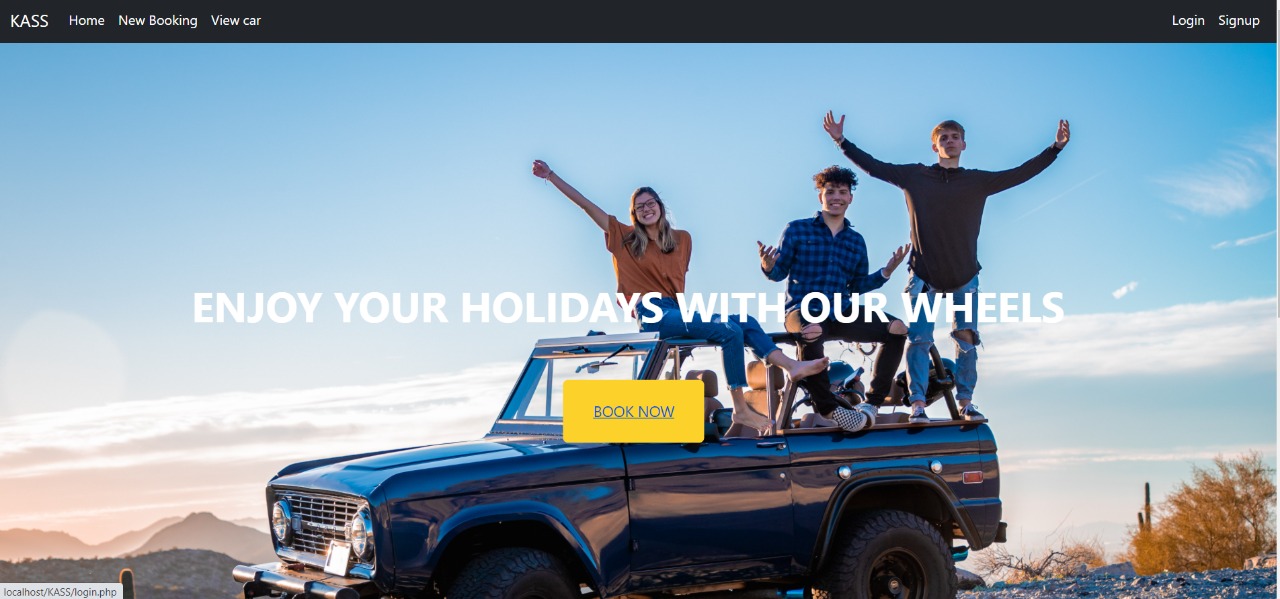 KASS Home New Booking View car Login Signup
ENJOY YOUR HOLIDAYS WITH OUR WHEELS
BOOK NOW
localhost/KASS/login.php